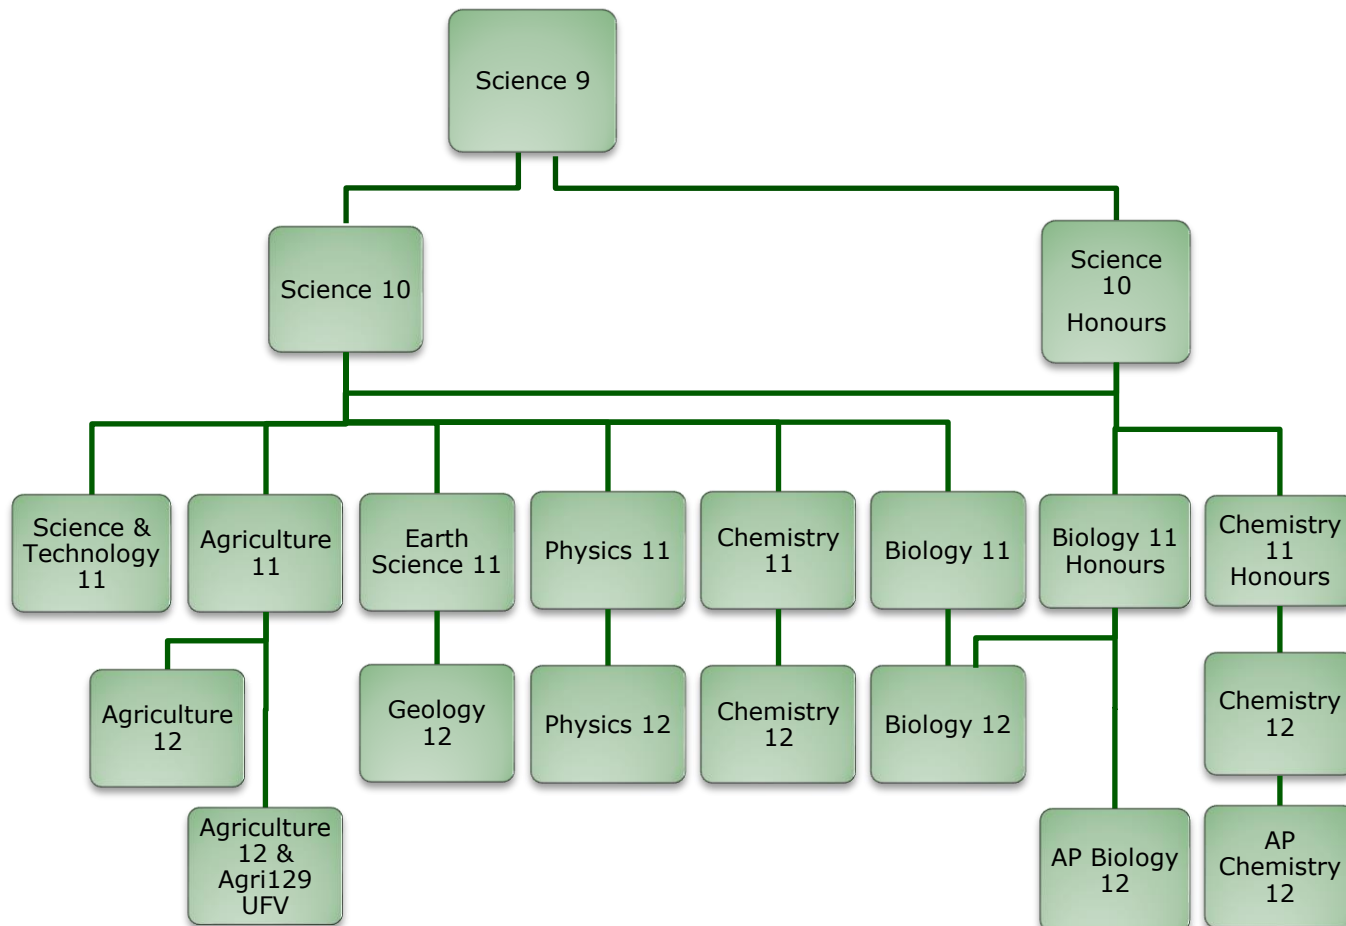 Science 9
Science 10
Science
10
Honours
Science &
Technology
11
Agriculture
11
Earth
Science 11
Physics 11
Chemistry
11
Biology 11
Biology 11
Honours
Chemistry
11
Honours
Agriculture
12
Geology
12
Physics 12
Chemistry
12
Biology 12
Chemistry
12
Agriculture
12 &
Agri129
UFV
AP Biology
12
AP
Chemistry
12